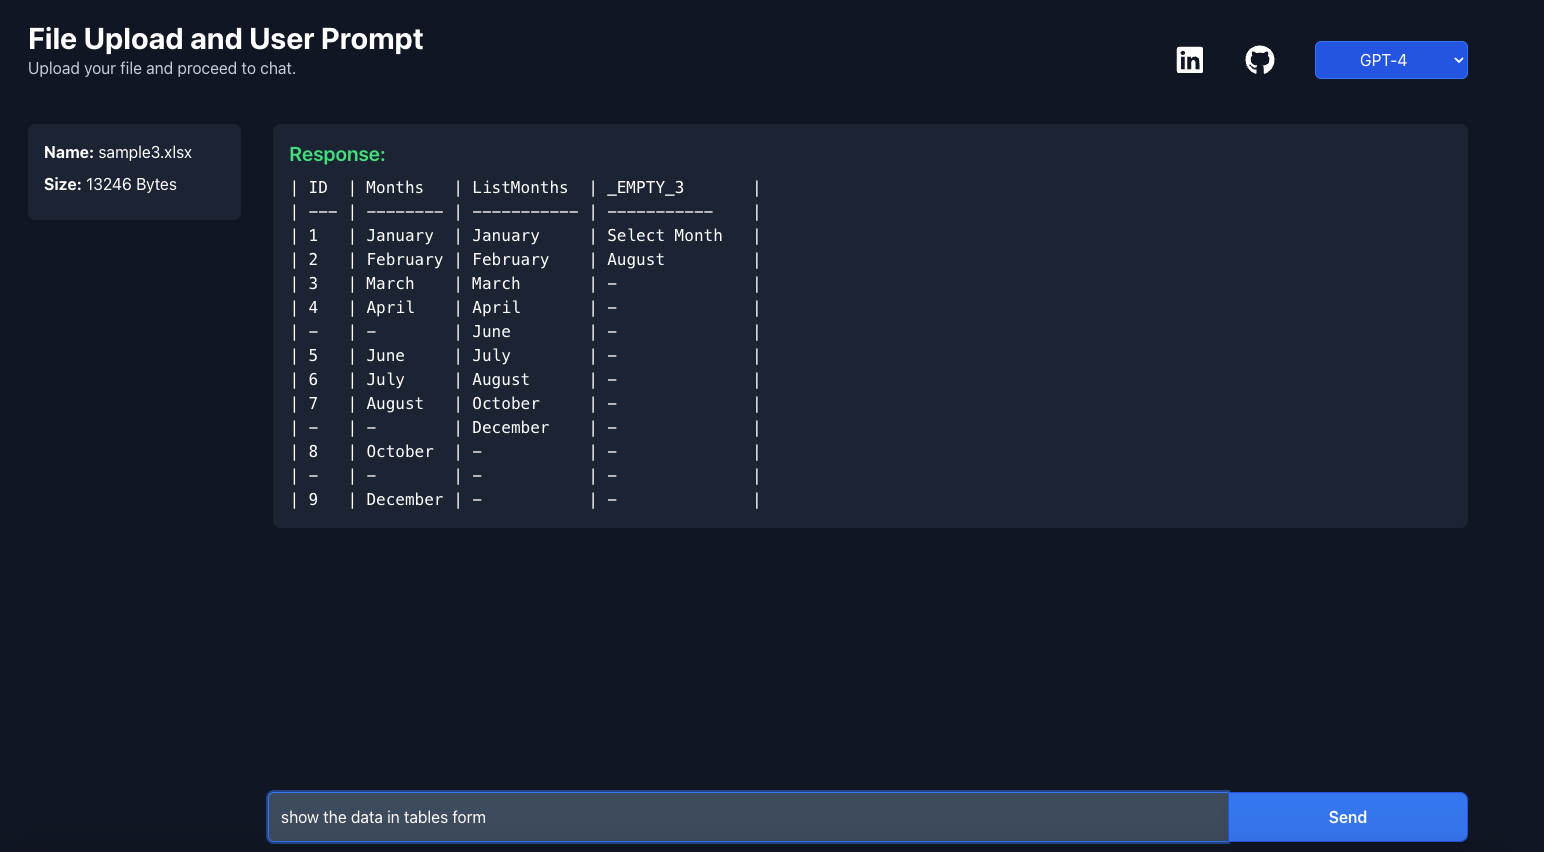 File Upload and User Prompt
Upload your file and proceed to chat.
in
GPT-4
Name: sample3.xlsx
Size: 13246 Bytes
Response:
| ID  | Months   | ListMonths  | _EMPTY_3       |
| --- | -------- | ----------- | -----------    |
| 1   | January  | January     | Select Month   |
| 2   | February | February    | August         |
| 3   | March    | March       | -              |
| 4   | April    | April       | -              |
| -   | -        | June        | -              |
| 5   | June     | July        | -              |
| 6   | July     | August      | -              |
| 7   | August   | October     | -              |
| -   | -        | December    | -              |
| 8   | October  | -           | -              |
| -   | -        | -           | -              |
| 9   | December | -           | -              |
show the data in tables form
Send